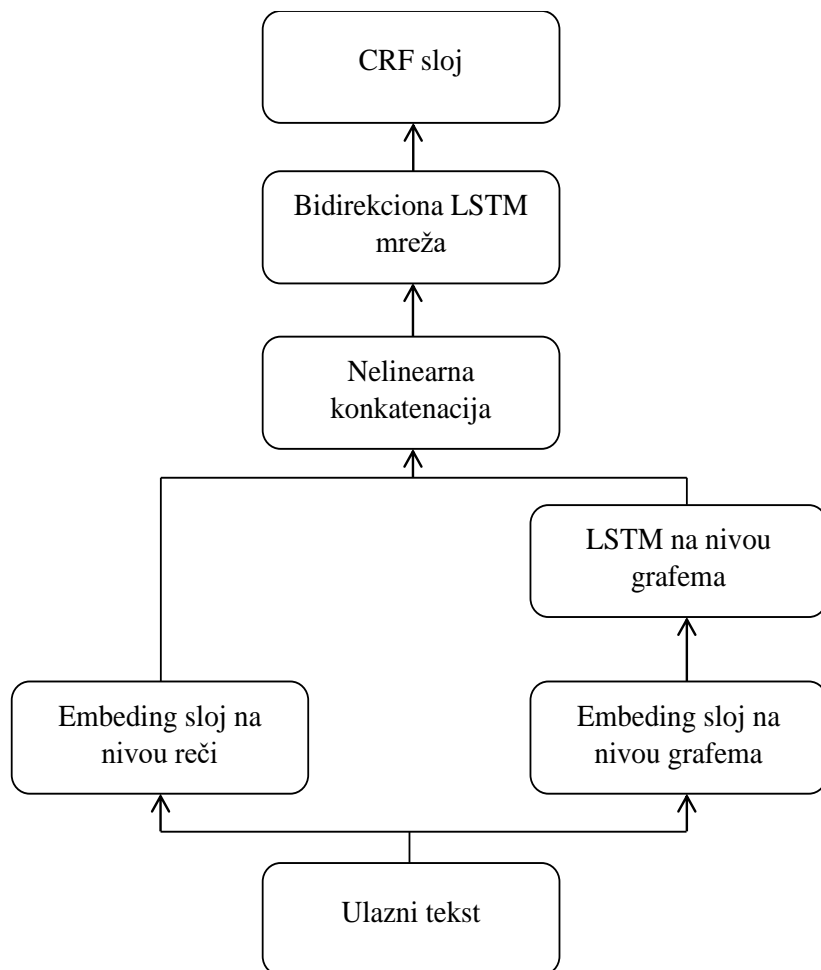 CRF sloj
Bidirekciona LSTM
mreža
Nelinearna
konkatenacija
LSTM na nivou
grafema
Embeding sloj na
nivou reči
Embeding sloj na
nivou grafema
Ulazni tekst